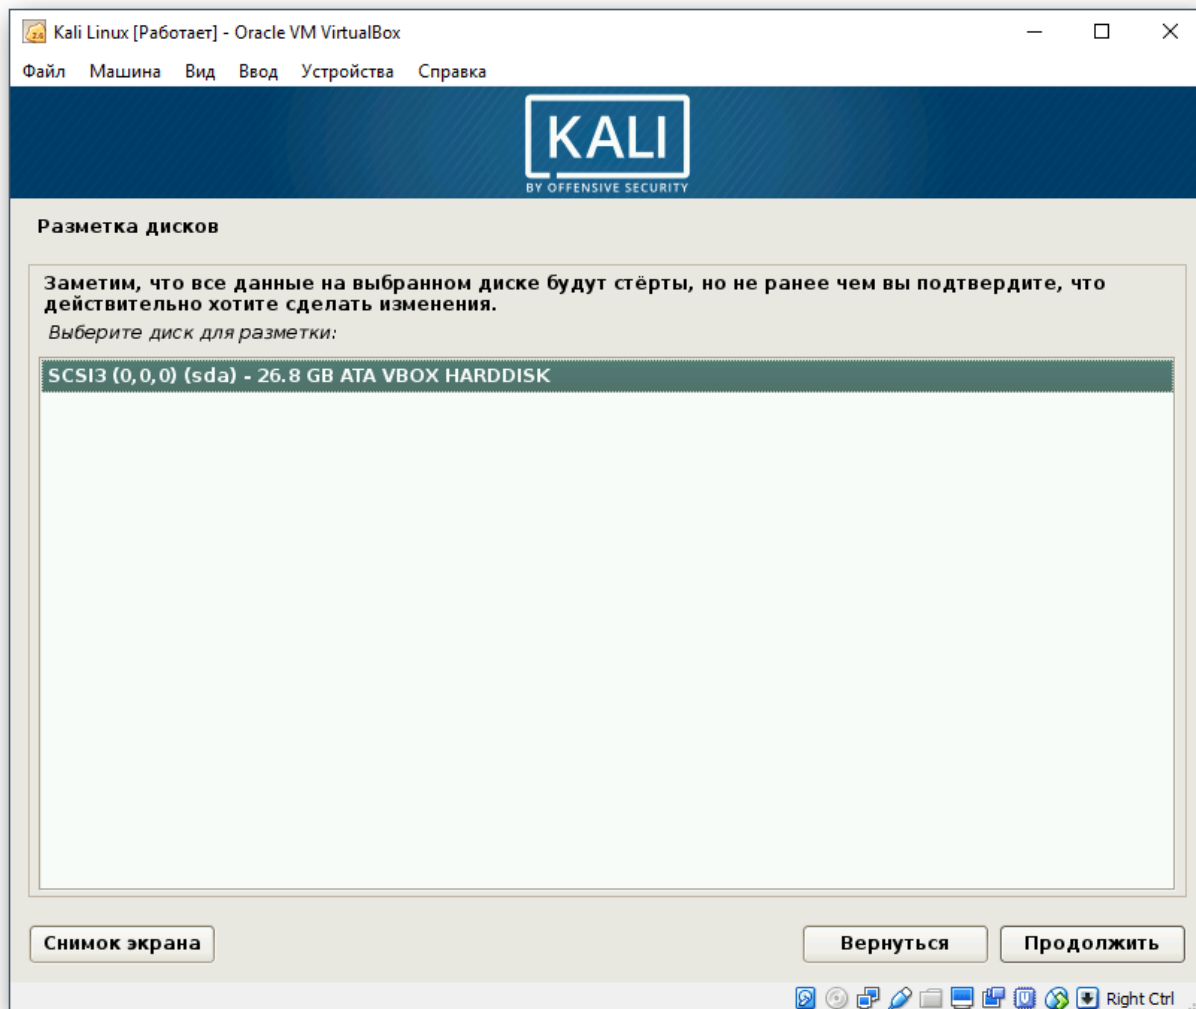 Kali Linux [Работает] - Oracle VM VirtualBox
Файл Машина Вид Ввод Устройства Справка
KALI
BY OFFENSIVE SECURITY
Разметка дисков
Заметим, что все данные на выбранном диске будут стёрты, но не ранее чем вы подтвердите, что
действительно хотите сделать изменения.
Выберите диск для разметки:
SCSI3 (0,0,0) (sda) - 26.8 GB ATA VBOX HARDDISK
Снимок экрана Вернуться Продолжить
Right Ctrl